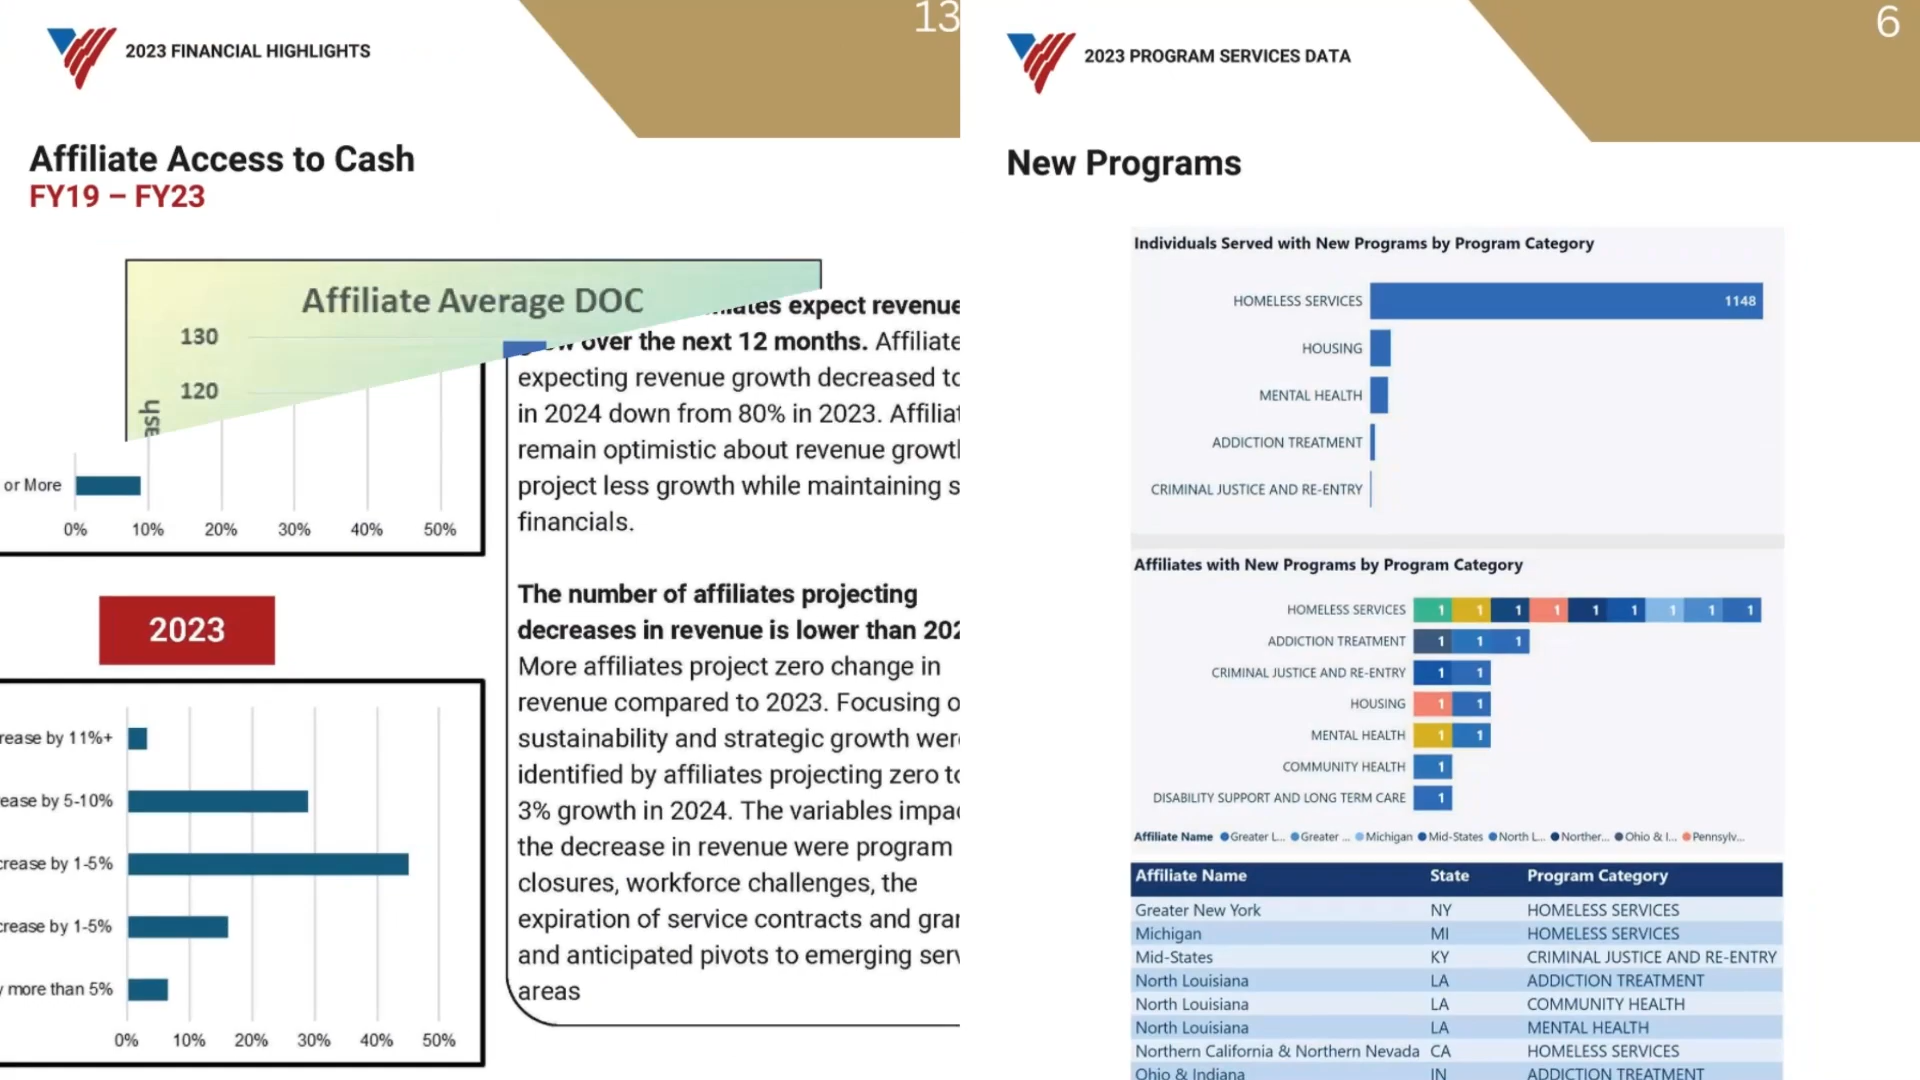 13
2023 FINANCIAL HIGHLIGHTS
Affiliate Access to Cash
FY19 – FY23
Affiliate Average DOC
130
120
expect revenue
over the next 12 months. Affiliate
expecting revenue growth decreased
in 2024 down from 80% in 2023.
remain optimistic about revenue
project less growth while maintaining
financials.
or More
0% 10% 20% 30% 40% 50%
2023
The number of affiliates projecting
decreases in revenue is lower than
More affiliates project zero change in
revenue compared to 2023. Focusing
sustainability and strategic growth
identified by affiliates projecting zero
3% growth in 2024. The variables
the decrease in revenue were program
closures, workforce challenges, the
expiration of service contracts and
and anticipated pivots to emerging
areas
by 11%+
by 5-10%
by 1-5%
by 1-5%
more than 5%
0% 10% 20% 30% 40% 50%
6
2023 PROGRAM SERVICES DATA
New Programs
Individuals Served with New Programs by Program Category
HOMELESS SERVICES 1148
HOUSING
MENTAL HEALTH
ADDICTION TREATMENT
CRIMINAL JUSTICE AND RE-ENTRY
Affiliates with New Programs by Program Category
HOMELESS SERVICES 1 1 1 1 1 1 1 1 1
ADDICTION TREATMENT 1 1 1
CRIMINAL JUSTICE AND RE-ENTRY 1 1
HOUSING 1 1
MENTAL HEALTH 1 1
COMMUNITY HEALTH 1
DISABILITY SUPPORT AND LONG TERM CARE 1
Affiliate Name Greater L... Greater ... Michigan Mid-States North L... Norther... Ohio & I... Pennsylv...
Affiliate Name State Program Category
Greater New York NY HOMELESS SERVICES
Michigan MI HOMELESS SERVICES
Mid-States KY CRIMINAL JUSTICE AND RE-ENTRY
North Louisiana LA ADDICTION TREATMENT
North Louisiana LA COMMUNITY HEALTH
North Louisiana LA MENTAL HEALTH
Northern California & Northern Nevada CA HOMELESS SERVICES
Ohio & Indiana IN ADDICTION TREATMENT